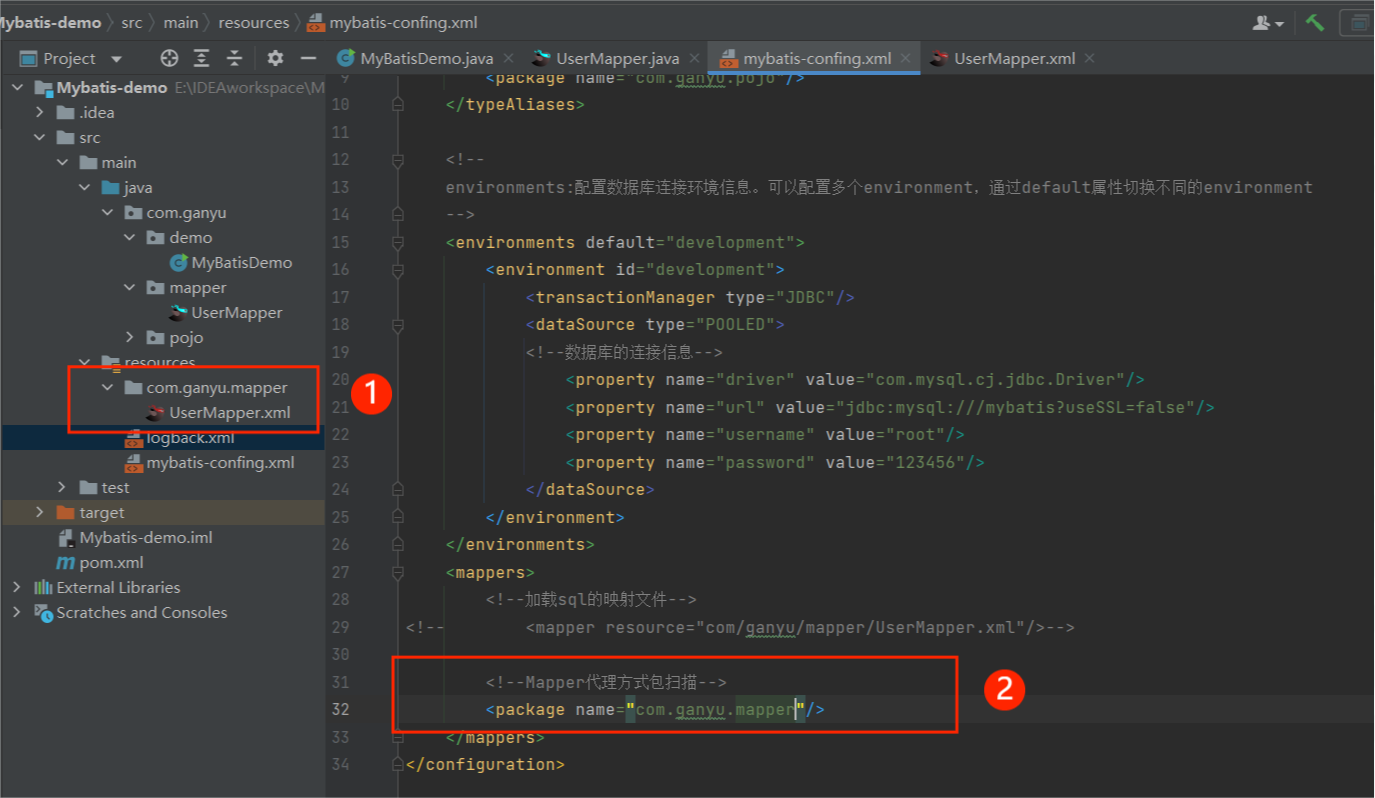 Mybatis-demo src main resources mybatis-confing.xml
Project
MyBatisDemo.java UserMapper.java mybatis-confing.xml UserMapper.xml
Mybatis-demo E:\IDEAworkspace\M
.idea
src
main
java
com.ganyu
demo
MyBatisDemo
mapper
UserMapper
pojo
resources
com.ganyu.mapper
UserMapper.xml
logback.xml
mybatis-confing.xml
test
target
Mybatis-demo.iml
pom.xml
External Libraries
Scratches and Consoles
1
9 <package name="com.ganyu.pojo"/>
10 </typeAliases>
11
12 <!--
13 environments:配置数据库连接环境信息。可以配置多个environment，通过default属性切换不同的environment
14 -->
15 <environments default="development">
16 <environment id="development">
17 <transactionManager type="JDBC"/>
18 <dataSource type="POOLED">
19 <!--数据库的连接信息-->
20 <property name="driver" value="com.mysql.cj.jdbc.Driver"/>
21 <property name="url" value="jdbc:mysql:///mybatis?useSSL=false"/>
22 <property name="username" value="root"/>
23 <property name="password" value="123456"/>
24 </dataSource>
25 </environment>
26 </environments>
27 <mappers>
28 <!--加载sql的映射文件-->
29 <!-- <mapper resource="com/ganyu/mapper/UserMapper.xml"/>-->
30
31 <!--Mapper代理方式包扫描-->
32 <package name="com.ganyu.mapper"/>
33 </mappers>
34 </configuration>
2